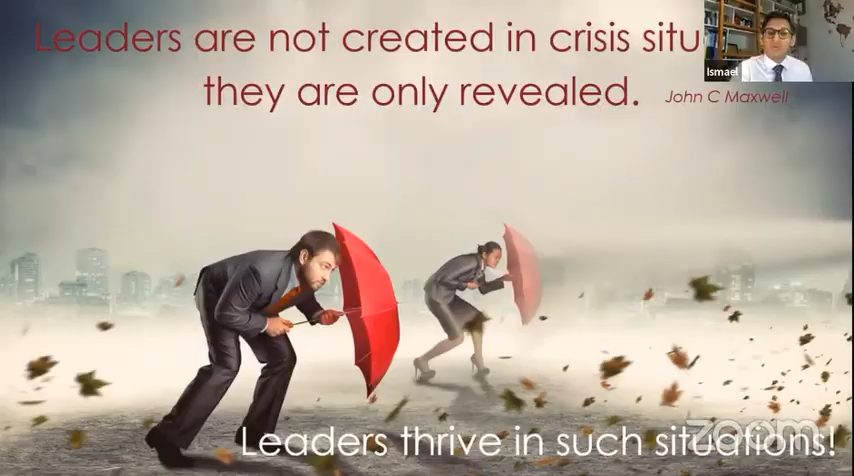 Leaders are not created in crisis situ
they are only revealed.
John C Maxwell
Ismael
Leaders thrive in such situations!
zoom